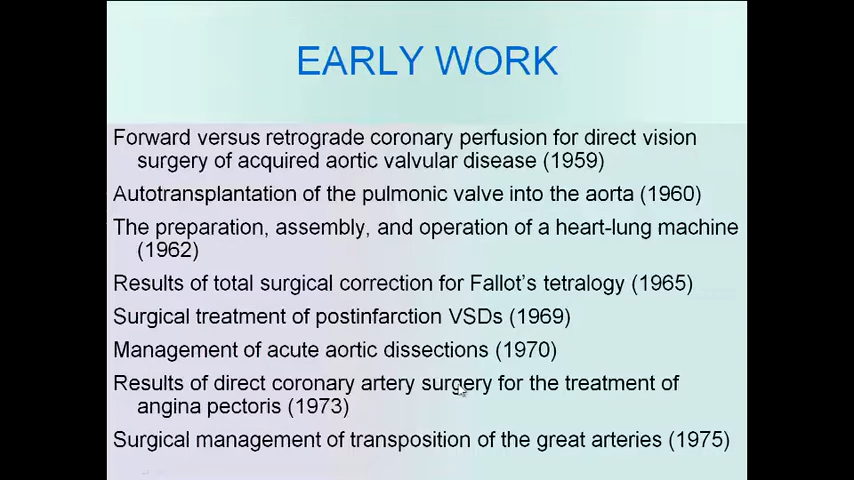 EARLY WORK
Forward versus retrograde coronary perfusion for direct vision
surgery of acquired aortic valvular disease (1959)
Autotransplantation of the pulmonic valve into the aorta (1960)
The preparation, assembly, and operation of a heart-lung machine
(1962)
Results of total surgical correction for Fallot's tetralogy (1965)
Surgical treatment of postinfarction VSDs (1969)
Management of acute aortic dissections (1970)
Results of direct coronary artery surgery for the treatment of
angina pectoris (1973)
Surgical management of transposition of the great arteries (1975)